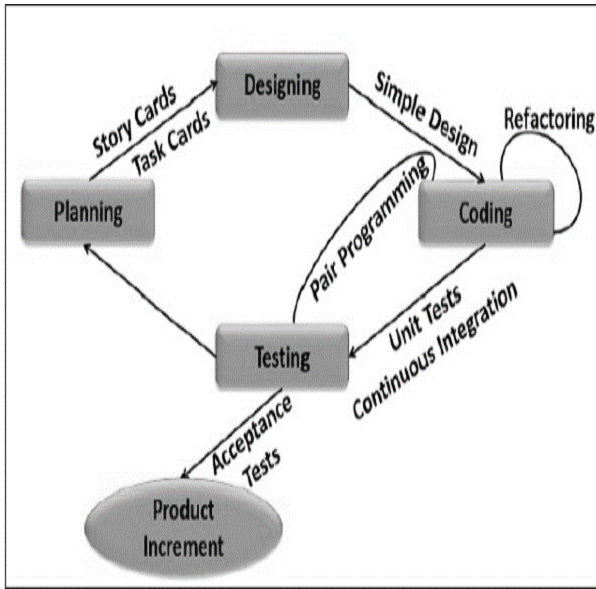 Designing
Story Cards
Task Cards
Simple Design
Refactoring
Planning
Coding
Pair Programming
Testing
Unit Tests
Continuous Integration
Acceptance
Tests
Product
Increment